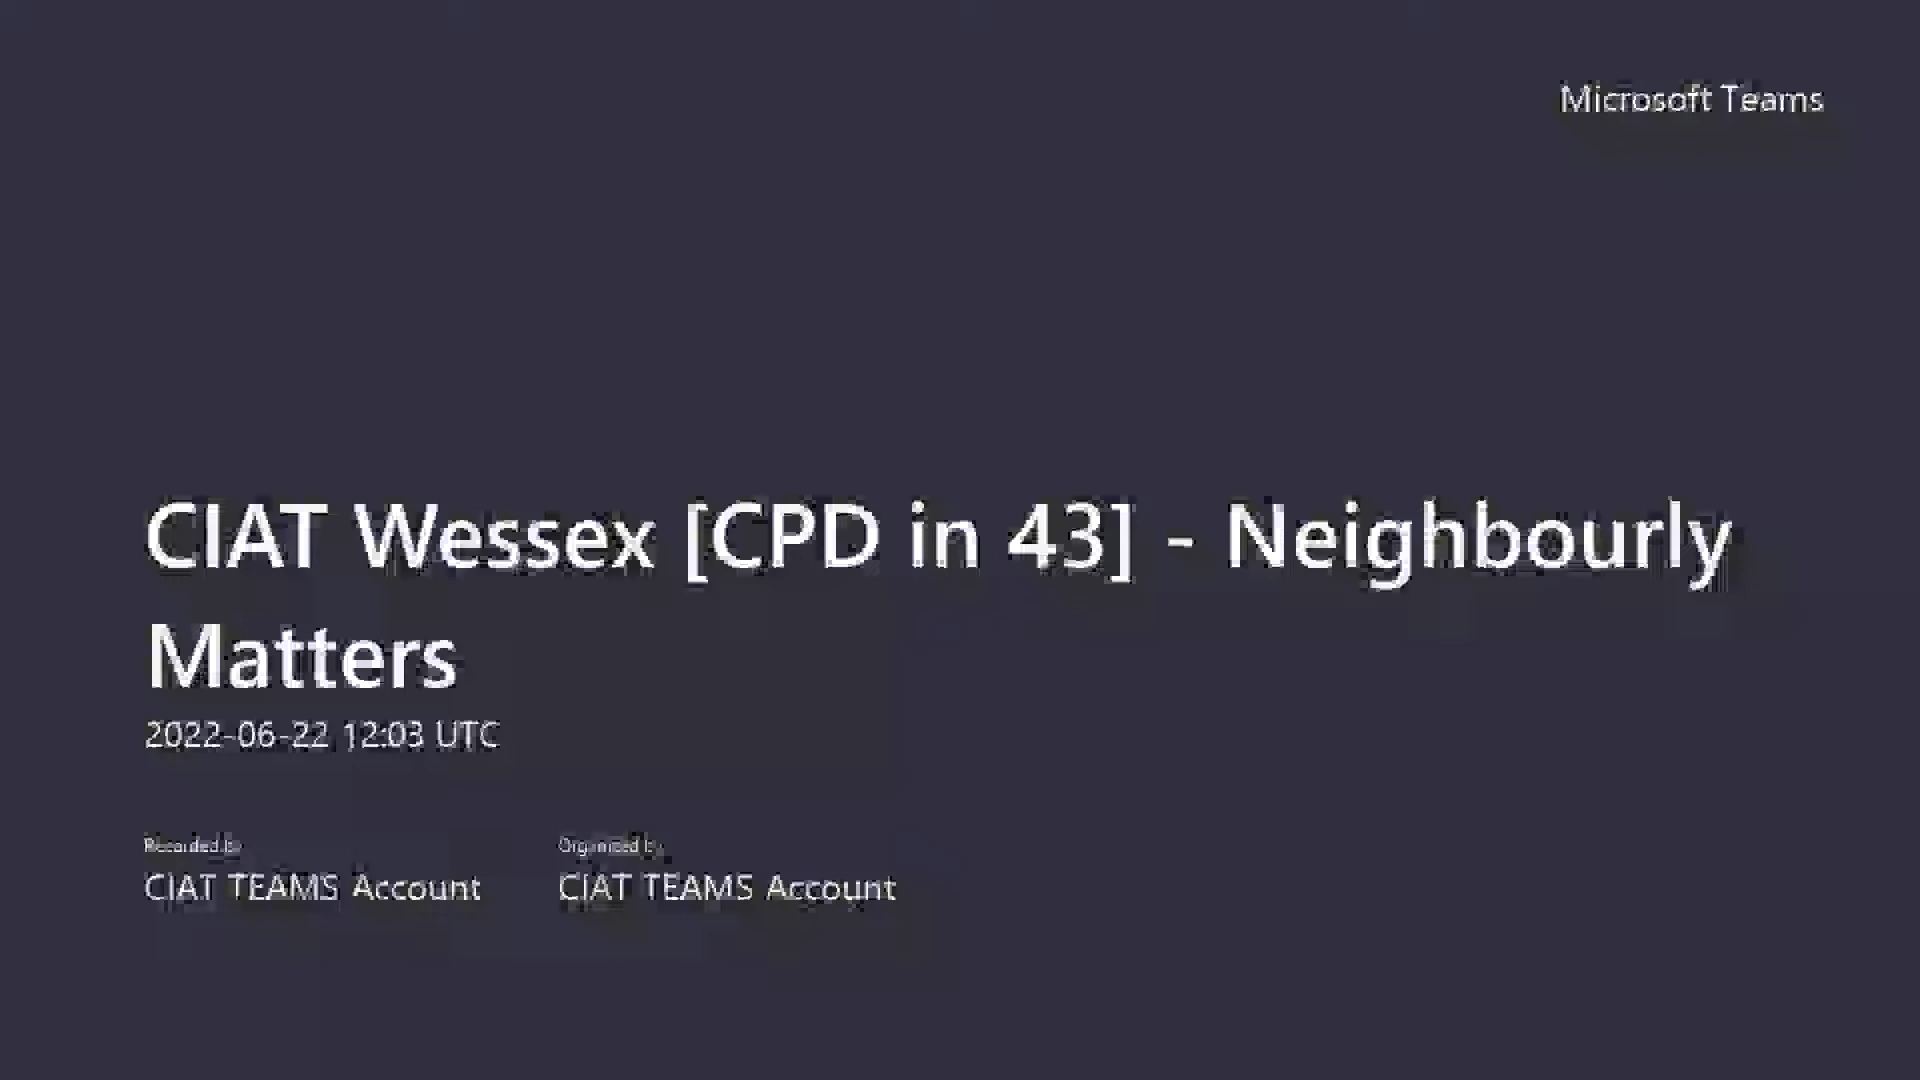 Microsoft Teams
CIAT Wessex [CPD in 43] - Neighbourly
Matters
2022-06-22 12:03 UTC
Recorded by
Organized by
CIAT TEAMS Account
CIAT TEAMS Account